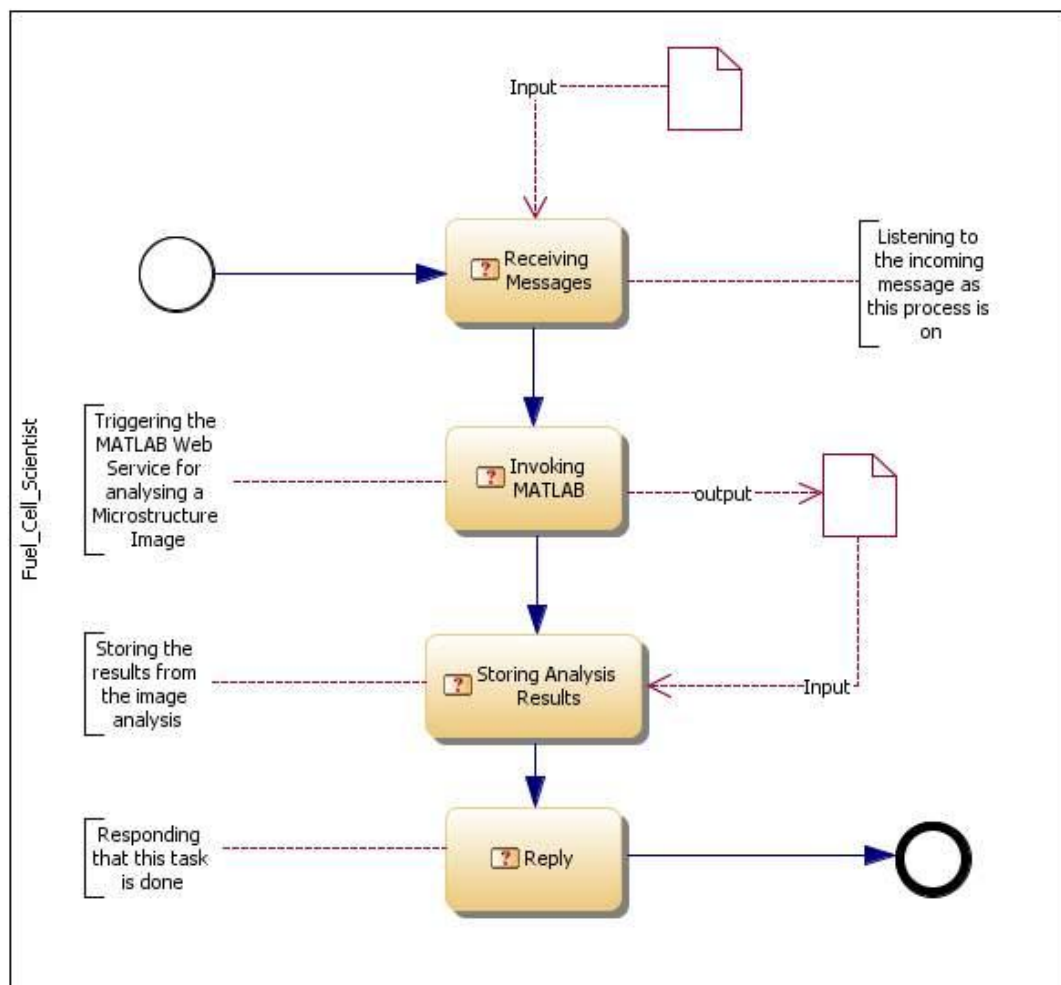 Input
Receiving
Messages
Listening to
the incoming
message as
this process is
on
Fuel_Cell_Scientist
Triggering the
MATLAB Web
Service for
analysing a
Microstructure
Image
Invoking
MATLAB
output
Storing the
results from
the image
analysis
Storing Analysis
Results
Input
Responding
that this task
is done
Reply